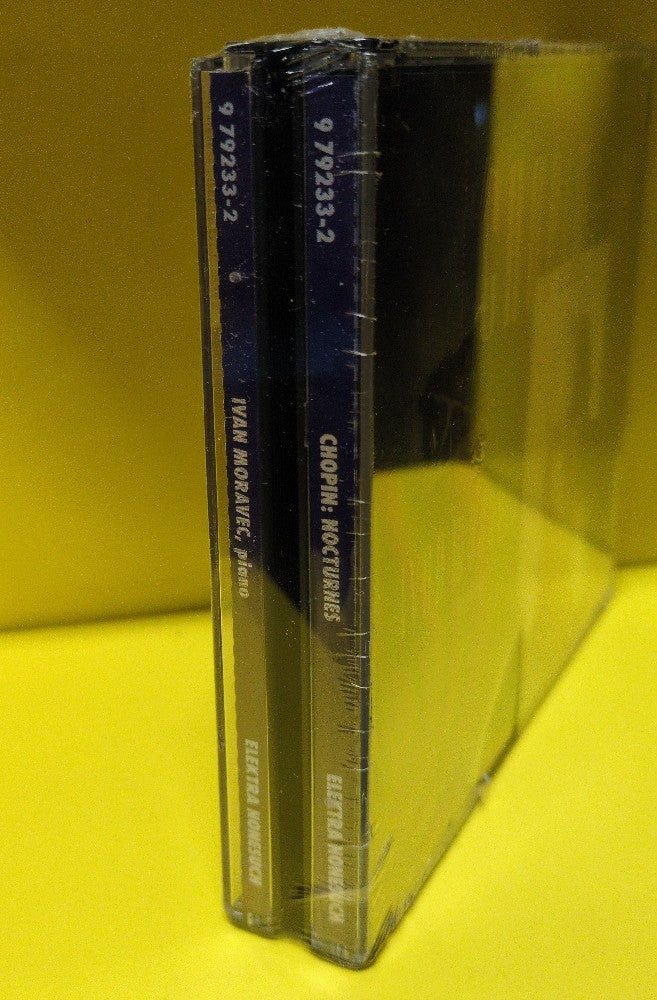 9 79233-2
IVAN MORAVEC, piano
ELEKTRA NONESUCH
9 79233-2
CHOPIN: NOCTURNES
ELEKTRA NONESUCH